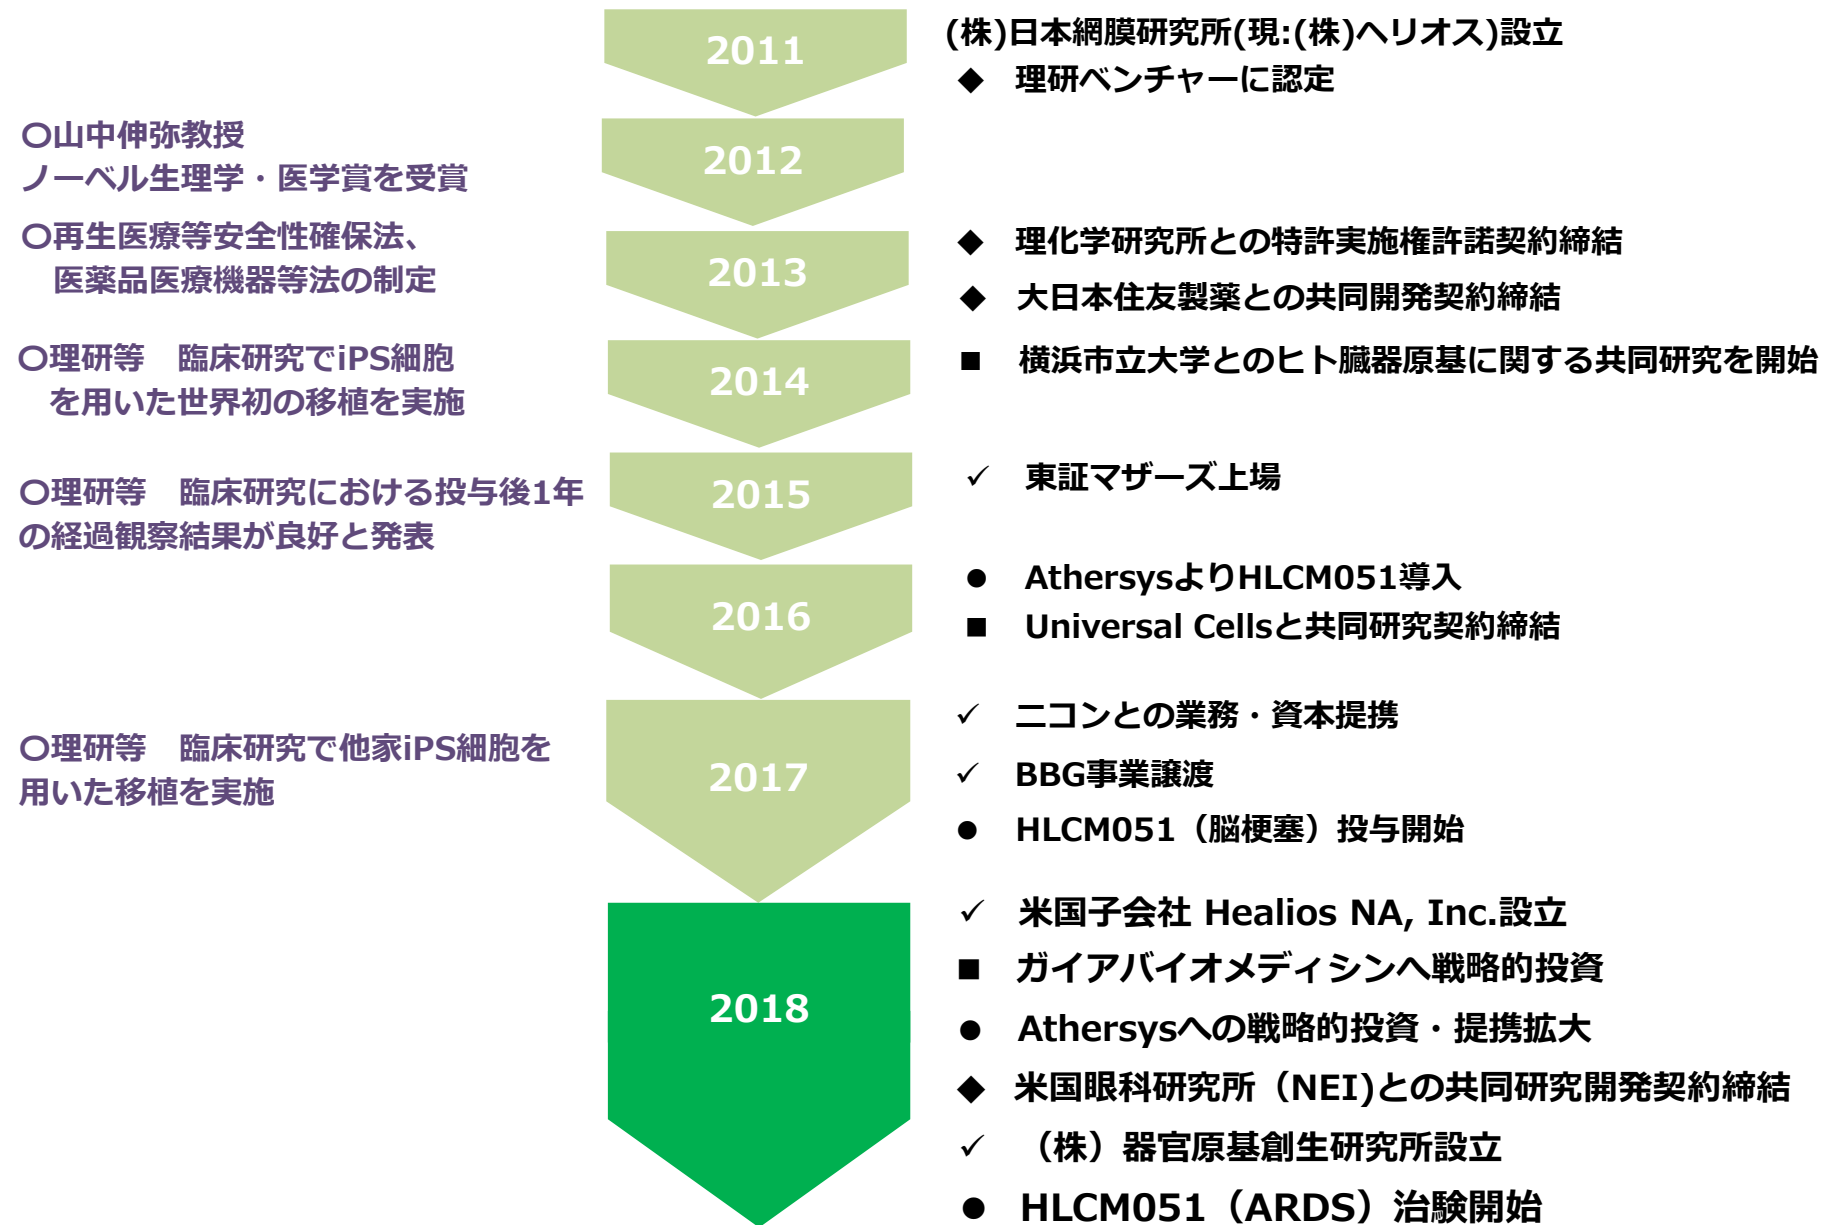 2011
(株)日本網膜研究所(現:(株)ヘリオス)設立
◆ 理研ベンチャーに認定
〇山中伸弥教授
ノーベル生理学・医学賞を受賞
2012
〇再生医療等安全性確保法、
医薬品医療機器等法の制定
2013
◆ 理化学研究所との特許実施権許諾契約締結
◆ 大日本住友製薬との共同開発契約締結
〇理研等 臨床研究でiPS細胞
を用いた世界初の移植を実施
2014
■ 横浜市立大学とのヒト臓器原基に関する共同研究を開始
〇理研等 臨床研究における投与後1年
の経過観察結果が良好と発表
2015
✓ 東証マザーズ上場
2016
● AthersysよりHLCM051導入
■ Universal Cellsと共同研究契約締結
〇理研等 臨床研究で他家iPS細胞を
用いた移植を実施
2017
✓ ニコンとの業務・資本提携
✓ BBG事業譲渡
● HLCM051（脳梗塞）投与開始
2018
✓ 米国子会社 Healios NA, Inc.設立
■ ガイアバイオメディシンへ戦略的投資
● Athersysへの戦略的投資・提携拡大
◆ 米国眼科研究所（NEI)との共同研究開発契約締結
✓ （株）器官原基創生研究所設立
● HLCM051（ARDS）治験開始